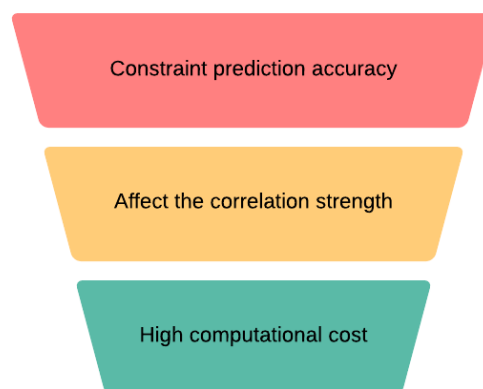 Constraint prediction accuracy
Affect the correlation strength
High computational cost